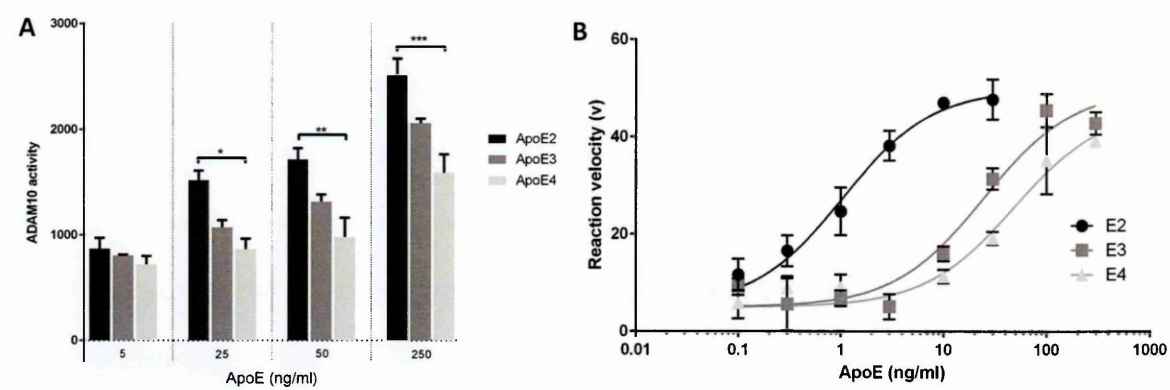 A
3000
2000
1000
0
ADAM10 activity
*
**
***
5 25 50 250
ApoE (ng/ml)
ApoE2
ApoE3
ApoE4
B
60
40
20
0
Reaction velocity (v)
0.01 0.1 1 10 100 1000
ApoE (ng/ml)
E2
E3
E4